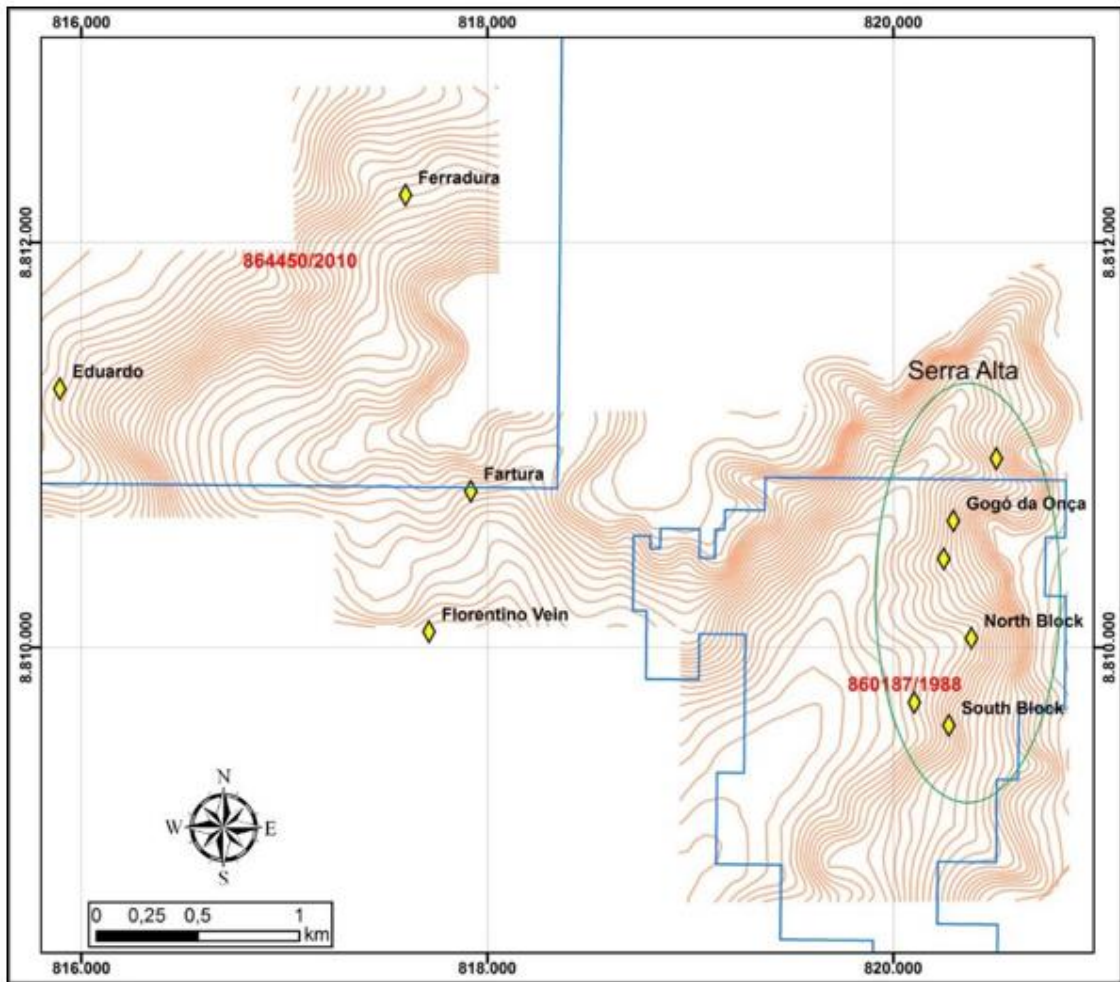 816.000
818.000
820.000
Ferradura
8.812.000
864450/2010
8.812.000
Serra Alta
Eduardo
Fartura
Gogó da Onça
Florentino Vein
North Block
8.810.000
8.810.000
860187/1988
South Block
N
W
E
S
0
0,25
0,5
1
km
816.000
818.000
820.000